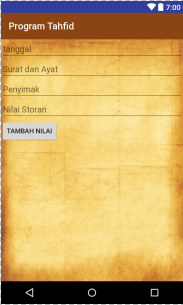 7:00
Program Tahfid
tanggal
Surat dan Ayat
Penyimak
Nilai Storan
TAMBAH NILAI